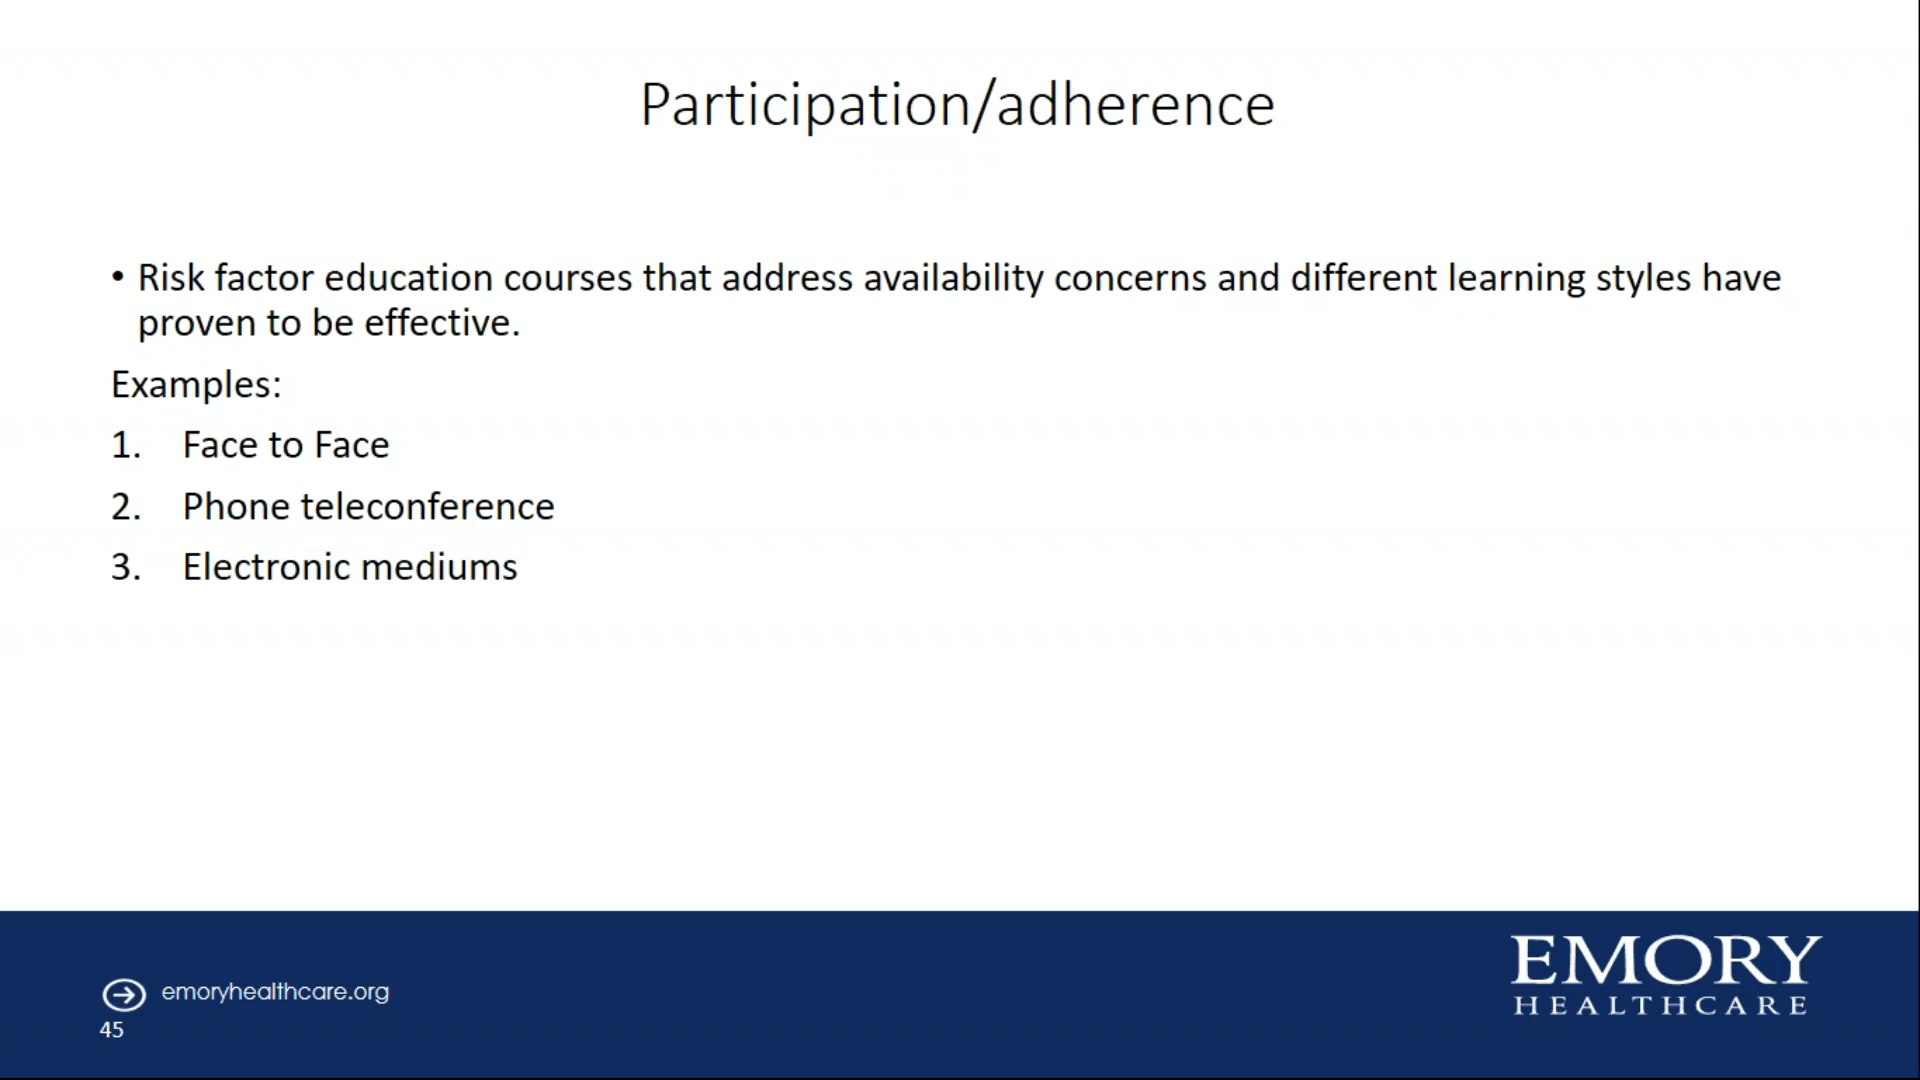 Participation/adherence
• Risk factor education courses that address availability concerns and different learning styles have
proven to be effective.
Examples:
1. Face to Face
2. Phone teleconference
3. Electronic mediums
emoryhealthcare.org
45
EMORY
HEALTHCARE